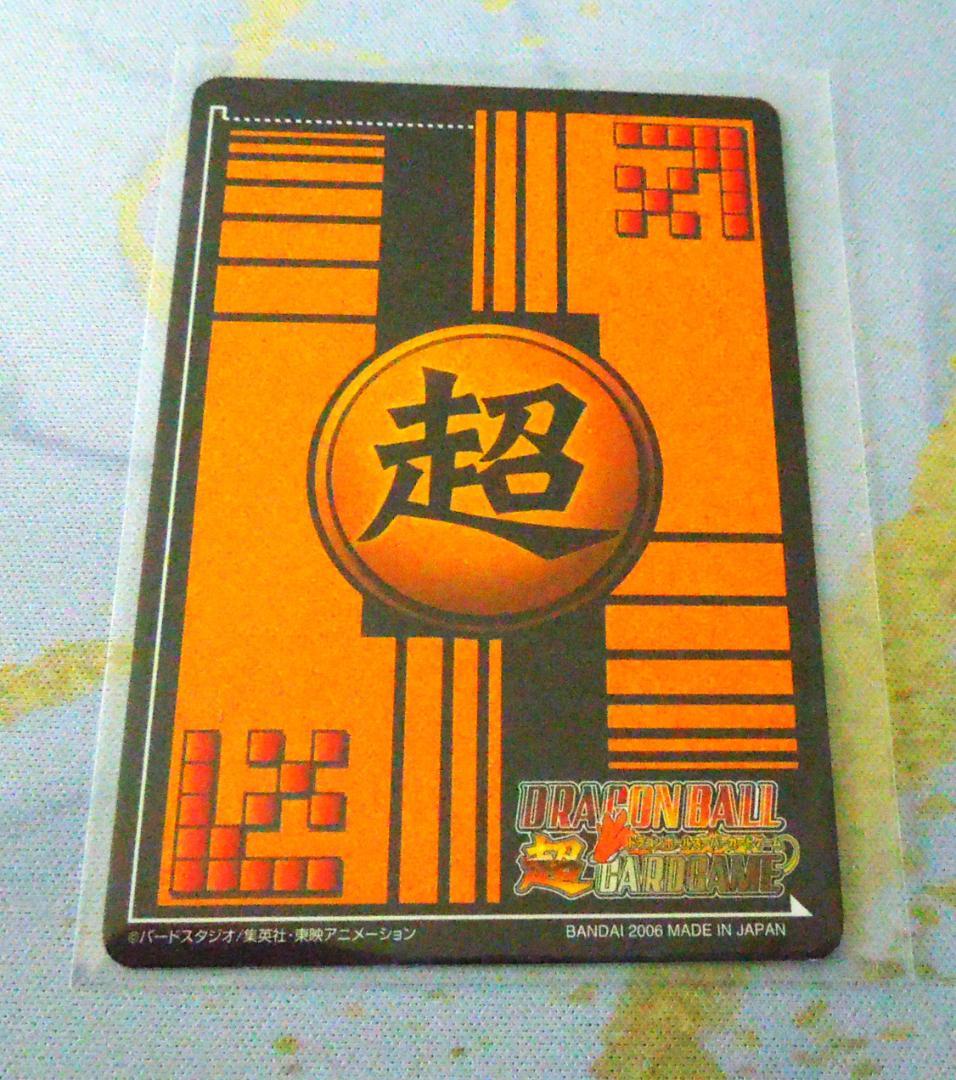 超
DRAGON BALL
ドラゴンボール超カードゲーム
超 CARDGAME
©バードスタジオ/集英社・東映アニメーション
BANDAI 2006 MADE IN JAPAN